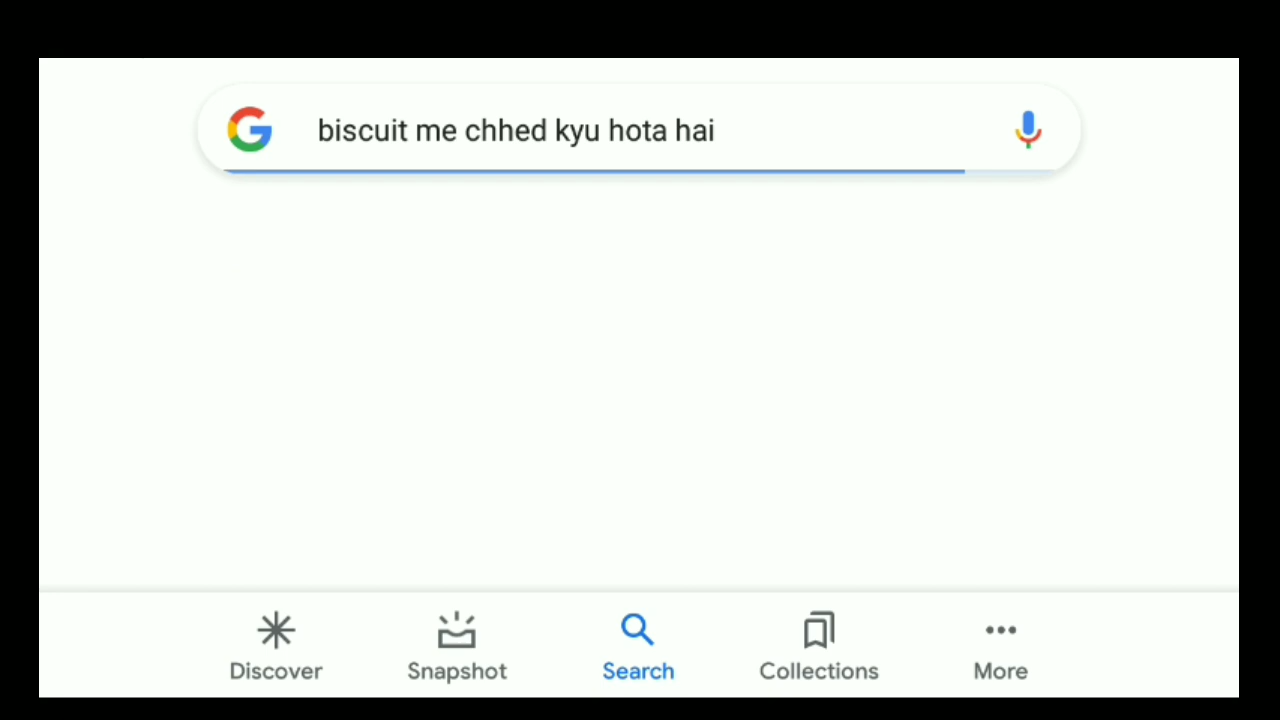 biscuit me chhed kyu hota hai
Discover
Snapshot
Search
Collections
More